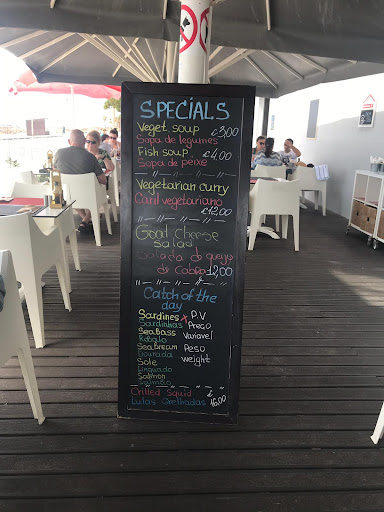 SPECIALS
Veget. soup €3,00
Sopa de legumes
Fish soup €4,00
Sopa de peixe
Vegetarian curry
Caril vegetariano
€12,00
Goat cheese
salad
Salada de queijo
de Cabra 12,00
Catch of the
day
Sardines x P.V
Sardinhas Preço
Sea Bass Variavel
Robalo
Sea Bream Peso
Dourada weight
Sole
Linguado
Salmon
Salmão
Grilled Squid €
Lulas Grelhadas 16,00